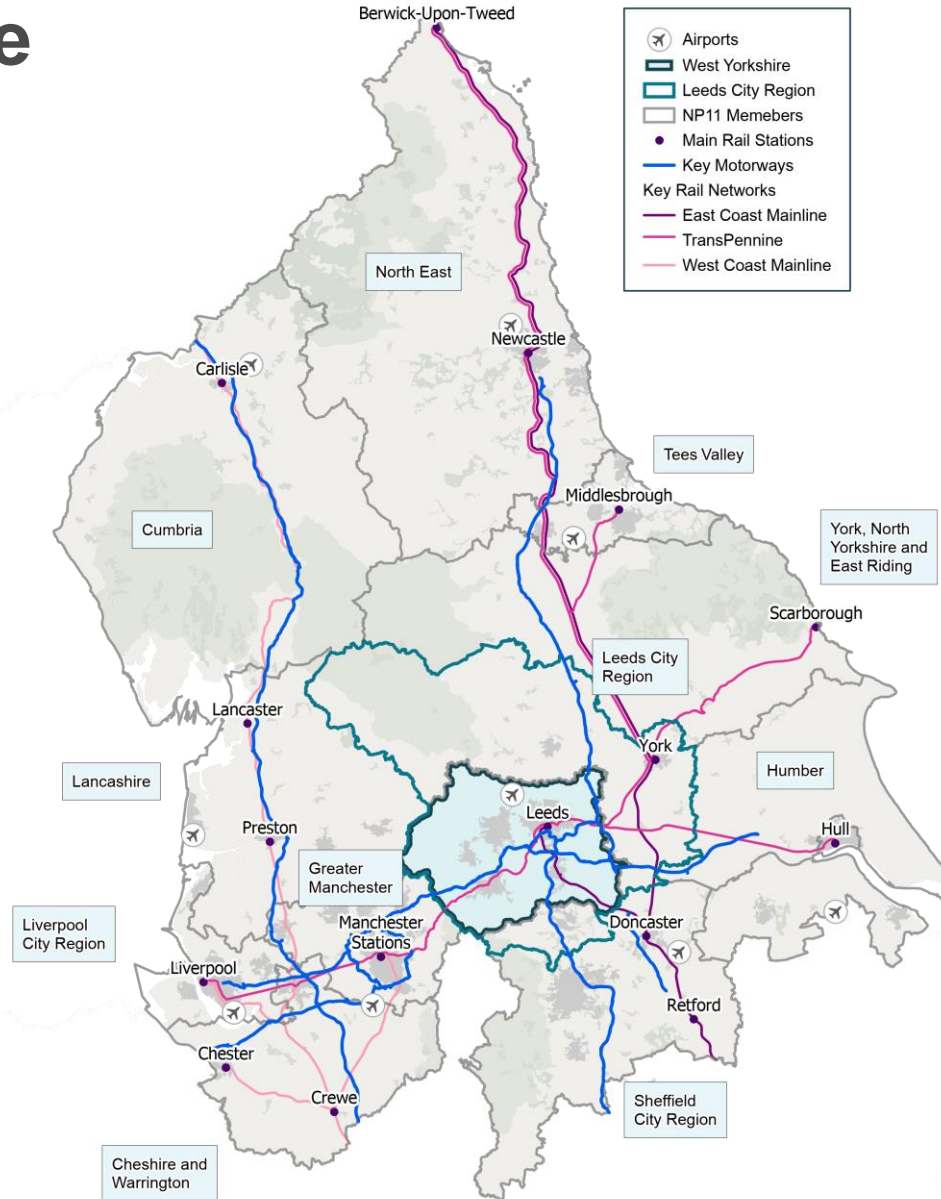 e
Berwick-Upon-Tweed
Airports
West Yorkshire
Leeds City Region
NP11 Memebers
Main Rail Stations
Key Motorways
Key Rail Networks
East Coast Mainline
TransPennine
West Coast Mainline
North East
Newcastle
Carlisle
Tees Valley
Middlesbrough
Cumbria
York, North
Yorkshire and
East Riding
Scarborough
Leeds City
Region
Lancaster
York
Lancashire
Humber
Leeds
Preston
Hull
Greater
Manchester
Liverpool
City Region
Manchester
Stations
Doncaster
Liverpool
Retford
Chester
Crewe
Sheffield
City Region
Cheshire and
Warrington